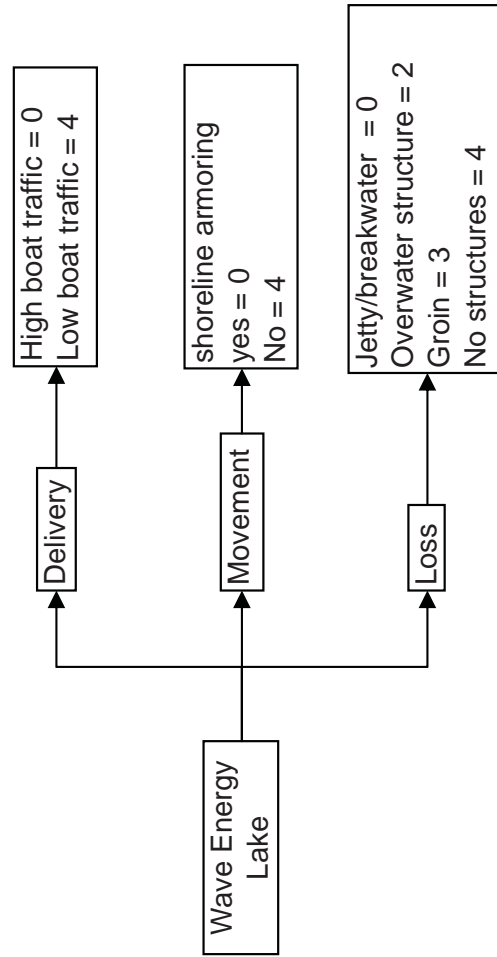 Wave Energy
Lake
Delivery
High boat traffic = 0
Low boat traffic = 4
Movement
shoreline armoring
yes = 0
No = 4
Loss
Jetty/breakwater = 0
Overwater structure = 2
Groin = 3
No structures = 4